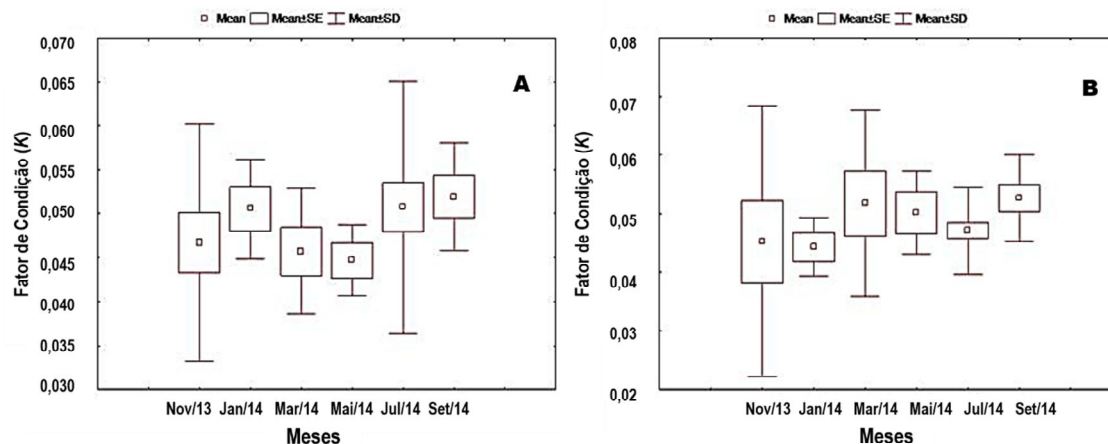 Mean Mean±SE Mean±SD
A
Fator de Condição (K)
0,070
0,065
0,060
0,055
0,050
0,045
0,040
0,035
0,030
Nov/13 Jan/14 Mar/14 Mai/14 Jul/14 Set/14
Meses
Mean Mean±SE Mean±SD
B
Fator de Condição (K)
0,08
0,07
0,06
0,05
0,04
0,03
0,02
Nov/13 Jan/14 Mar/14 Mai/14 Jul/14 Set/14
Meses